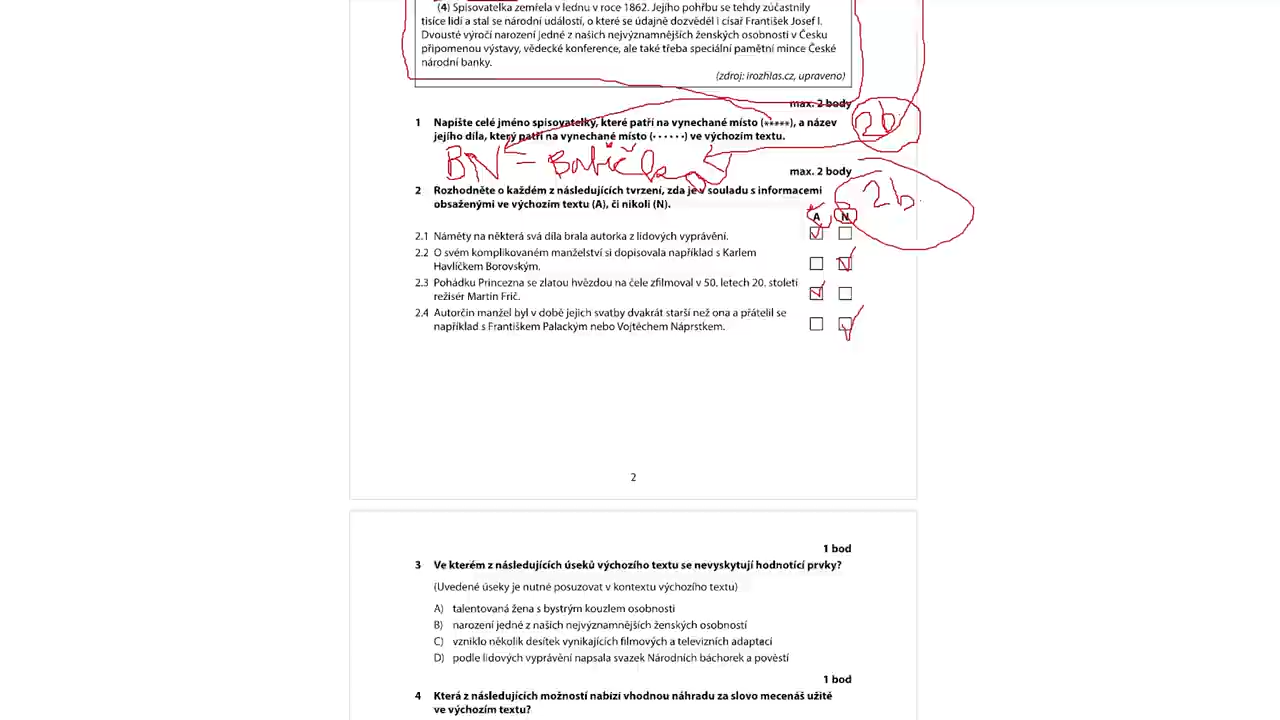 (4) Spisovatelka zemřela v lednu v roce 1862. Jejího pohřbu se tehdy zúčastnily
tisíce lidí a stal se národní událostí, o které se údajně dozvěděl i císař František Josef I.
Dvousté výročí narození jedné z našich nejvýznamnějších ženských osobností v Česku
připomenou výstavy, vědecké konference, ale také třeba speciální pamětní mince České
národní banky.
(zdroj: irozhlas.cz, upraveno)
max. 2 body
1 Napište celé jméno spisovatelky, které patří na vynechané místo (*****), a název
jejího díla, který patří na vynechané místo (••••••) ve výchozím textu.
2b
BN = Babička
max. 2 body
2 Rozhodněte o každém z následujících tvrzení, zda je v souladu s informacemi
obsaženými ve výchozím textu (A), či nikoli (N).
2b.
A N
2.1 Náměty na některá svá díla brala autorka z lidových vyprávění.
2.2 O svém komplikovaném manželství si dopisovala například s Karlem
Havlíčkem Borovským.
2.3 Pohádku Princezna se zlatou hvězdou na čele zfilmoval v 50. letech 20. století
režisér Martin Frič.
2.4 Autorčin manžel byl v době jejich svatby dvakrát starší než ona a přátelil se
například s Františkem Palackým nebo Vojtěchem Náprstkem.
2
1 bod
3 Ve kterém z následujících úseků výchozího textu se nevyskytují hodnotící prvky?
(Uvedené úseky je nutné posuzovat v kontextu výchozího textu)
A) talentovaná žena s bystrým kouzlem osobnosti
B) narození jedné z našich nejvýznamnějších ženských osobností
C) vzniklo několik desítek vynikajících filmových a televizních adaptací
D) podle lidových vyprávění napsala svazek Národních báchorek a pověstí
1 bod
4 Která z následujících možností nabízí vhodnou náhradu za slovo mecenáš užité
ve výchozím textu?